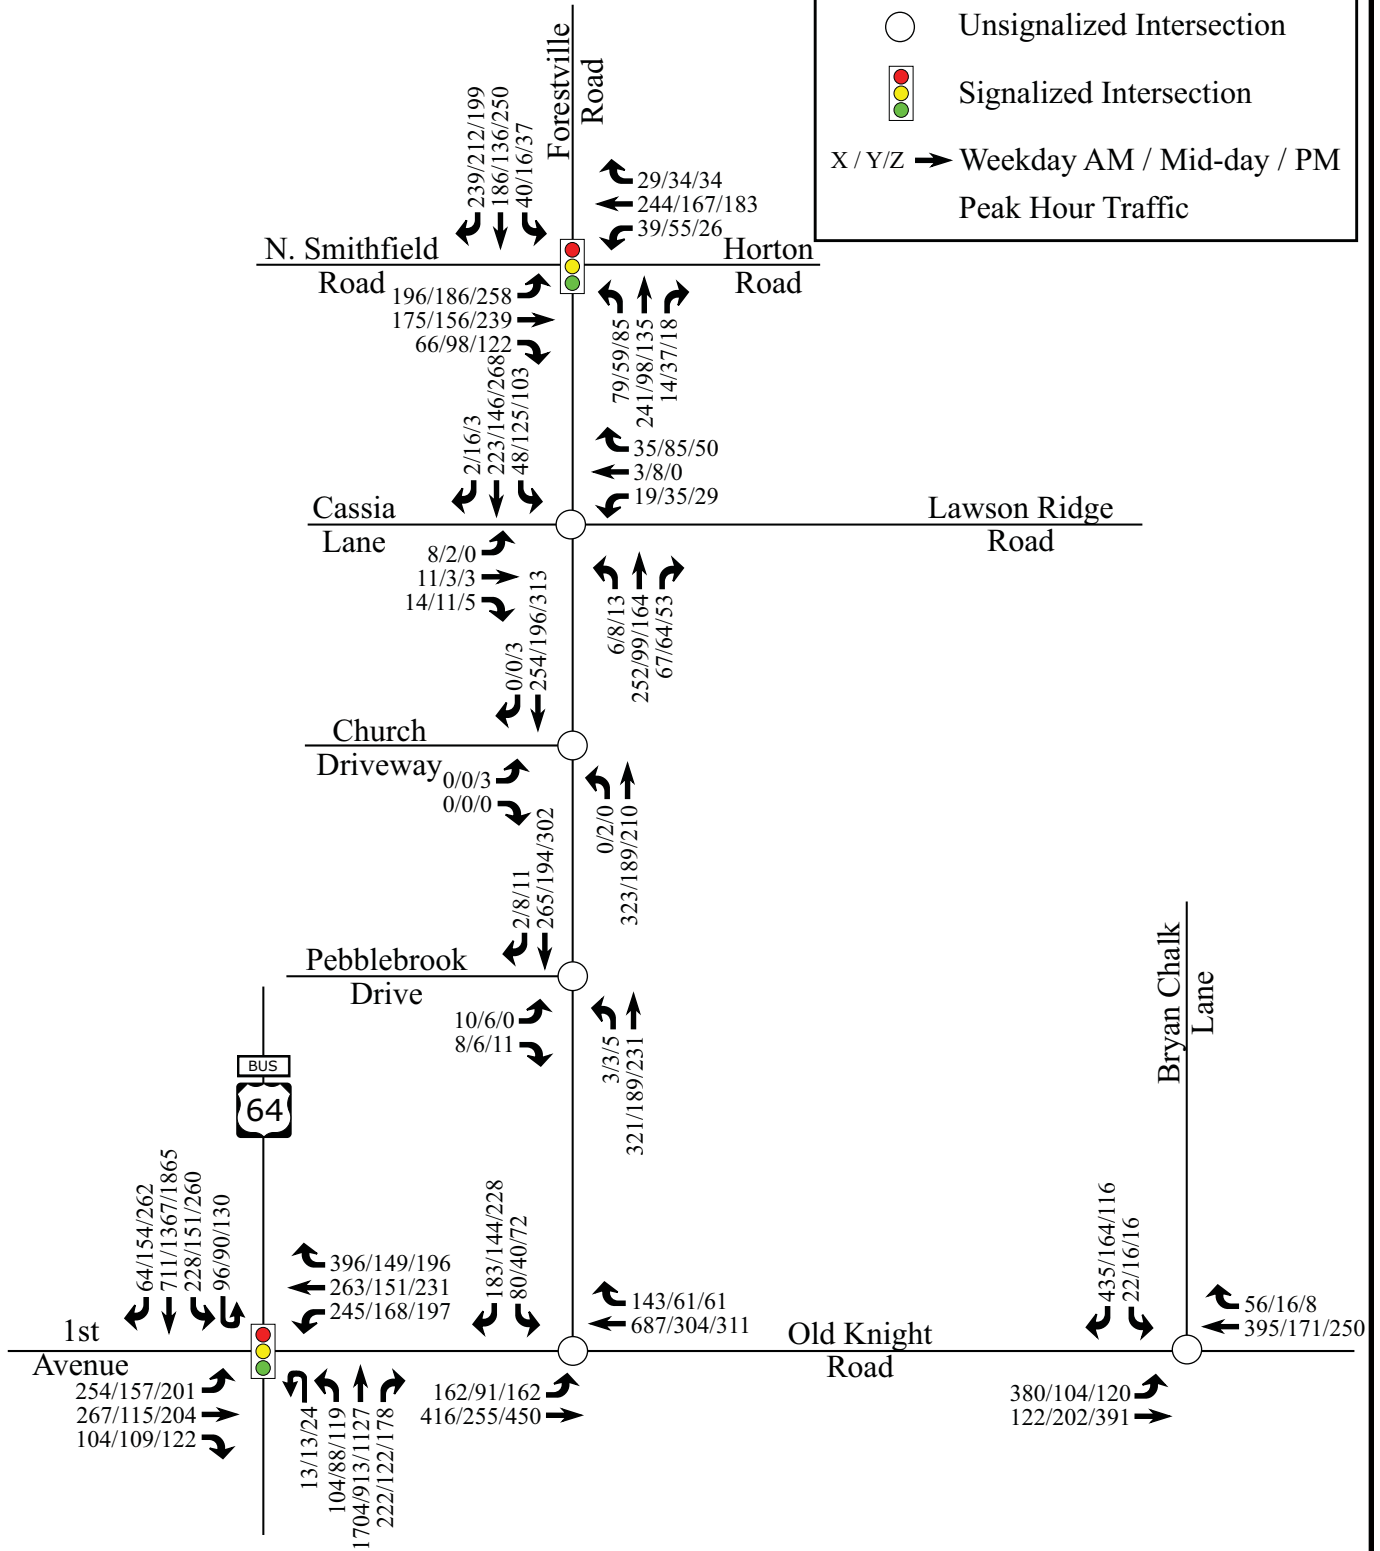 Unsignalized Intersection
Signalized Intersection
X / Y/Z Weekday AM / Mid-day / PM
Peak Hour Traffic
Forestville
Road
239/212/199
186/136/250
40/16/37
29/34/34
244/167/183
39/55/26
N. Smithfield
Road
Horton
Road
196/186/258
175/156/239
66/98/122
79/59/85
241/98/135
14/37/18
2/16/3
223/146/268
48/125/103
35/85/50
3/8/0
19/35/29
Cassia
Lane
Lawson Ridge
Road
8/2/0
11/3/3
14/11/5
6/8/13
252/99/164
67/64/53
0/0/3
254/196/313
Church
Driveway
0/0/3
0/0/0
0/2/0
323/189/210
2/8/11
265/194/302
Pebblebrook
Drive
10/6/0
8/6/11
3/3/5
321/189/231
Bryan Chalk
Lane
BUS
64
64/154/262
711/1367/1865
228/151/260
96/90/130
396/149/196
263/151/231
245/168/197
183/144/228
80/40/72
143/61/61
687/304/311
435/164/116
22/16/16
56/16/8
395/171/250
1st
Avenue
Old Knight
Road
254/157/201
267/115/204
104/109/122
13/13/24
104/88/119
1704/913/1127
222/122/178
162/91/162
416/255/450
380/104/120
122/202/391